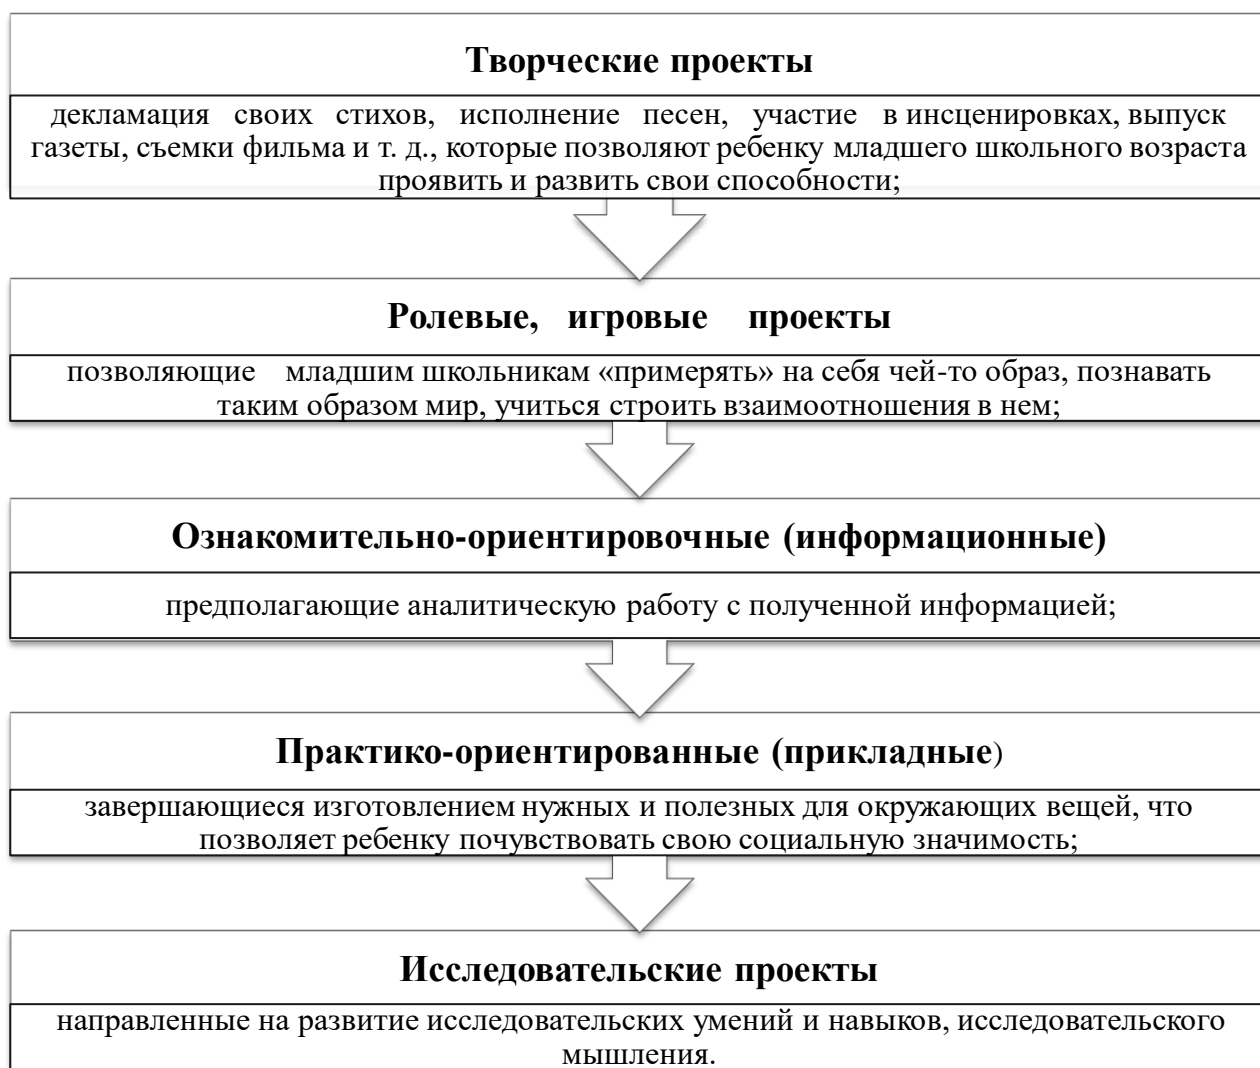 Творческие проекты
декламация своих стихов, исполнение песен, участие в инсценировках, выпуск
газеты, съемки фильма и т. д., которые позволяют ребенку младшего школьного возраста
проявить и развить свои способности;
Ролевые, игровые проекты
позволяющие младшим школьникам «примерять» на себя чей-то образ, познавать
таким образом мир, учиться строить взаимоотношения в нем;
Ознакомительно-ориентировочные (информационные)
предполагающие аналитическую работу с полученной информацией;
Практико-ориентированные (прикладные)
завершающиеся изготовлением нужных и полезных для окружающих вещей, что
позволяет ребенку почувствовать свою социальную значимость;
Исследовательские проекты
направленные на развитие исследовательских умений и навыков, исследовательского
мышления.